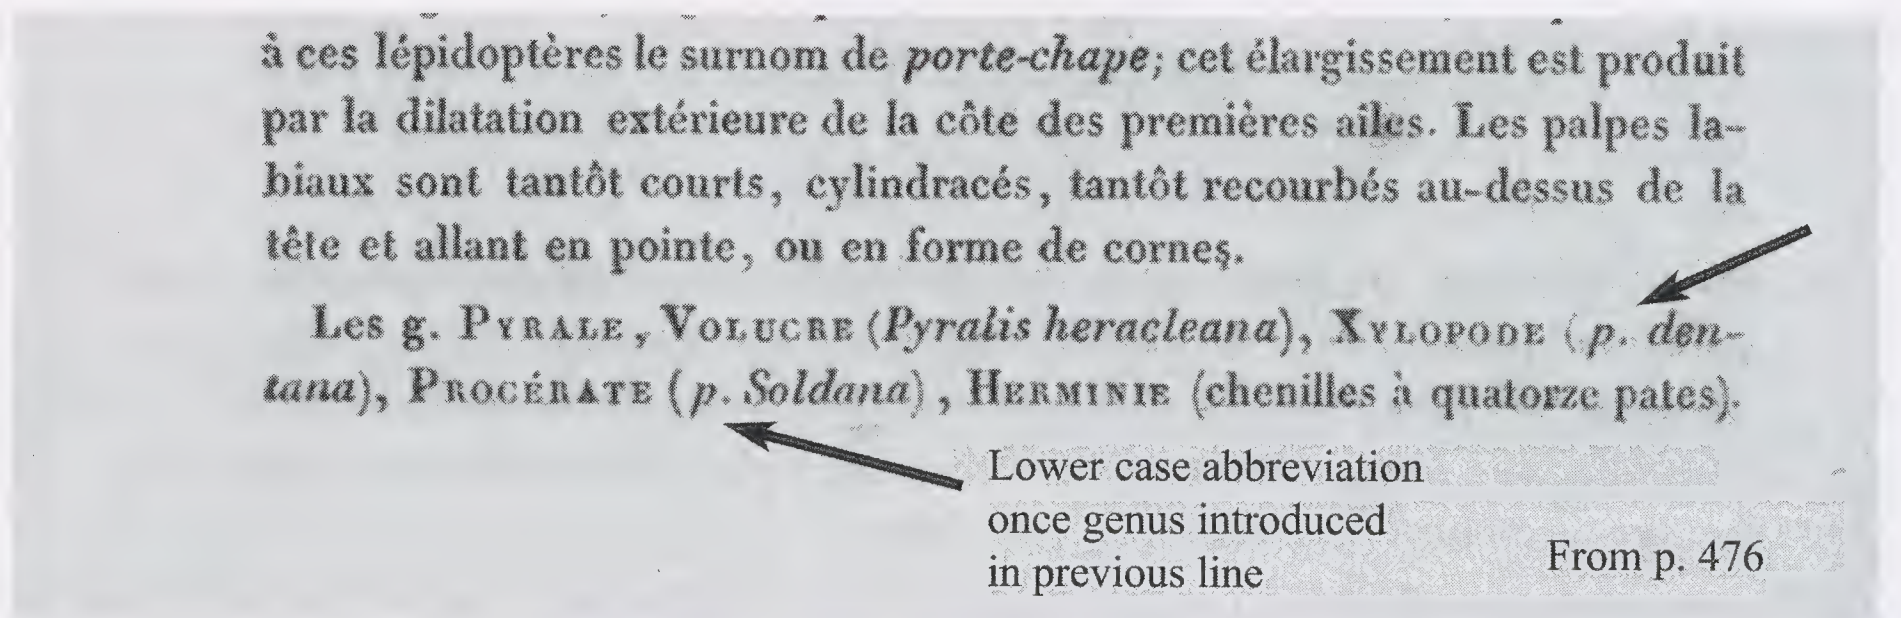 à ces lépidoptères le surnom de porte-chape; cet élargissement est produit
par la dilatation extérieure de la côte des premières ailes. Les palpes la-
biaux sont tantôt courts, cylindracés, tantôt recourbés au-dessus de la
tête et allant en pointe, ou en forme de cornes.
Les g. PYRALE, VOLUCRE (Pyralis heracleana), XYLOPODE (p. den-
tana), PROCÉRATE (p. Soldana), HERMINIE (chenilles à quatorze pates).
Lower case abbreviation
once genus introduced
in previous line
From p. 476